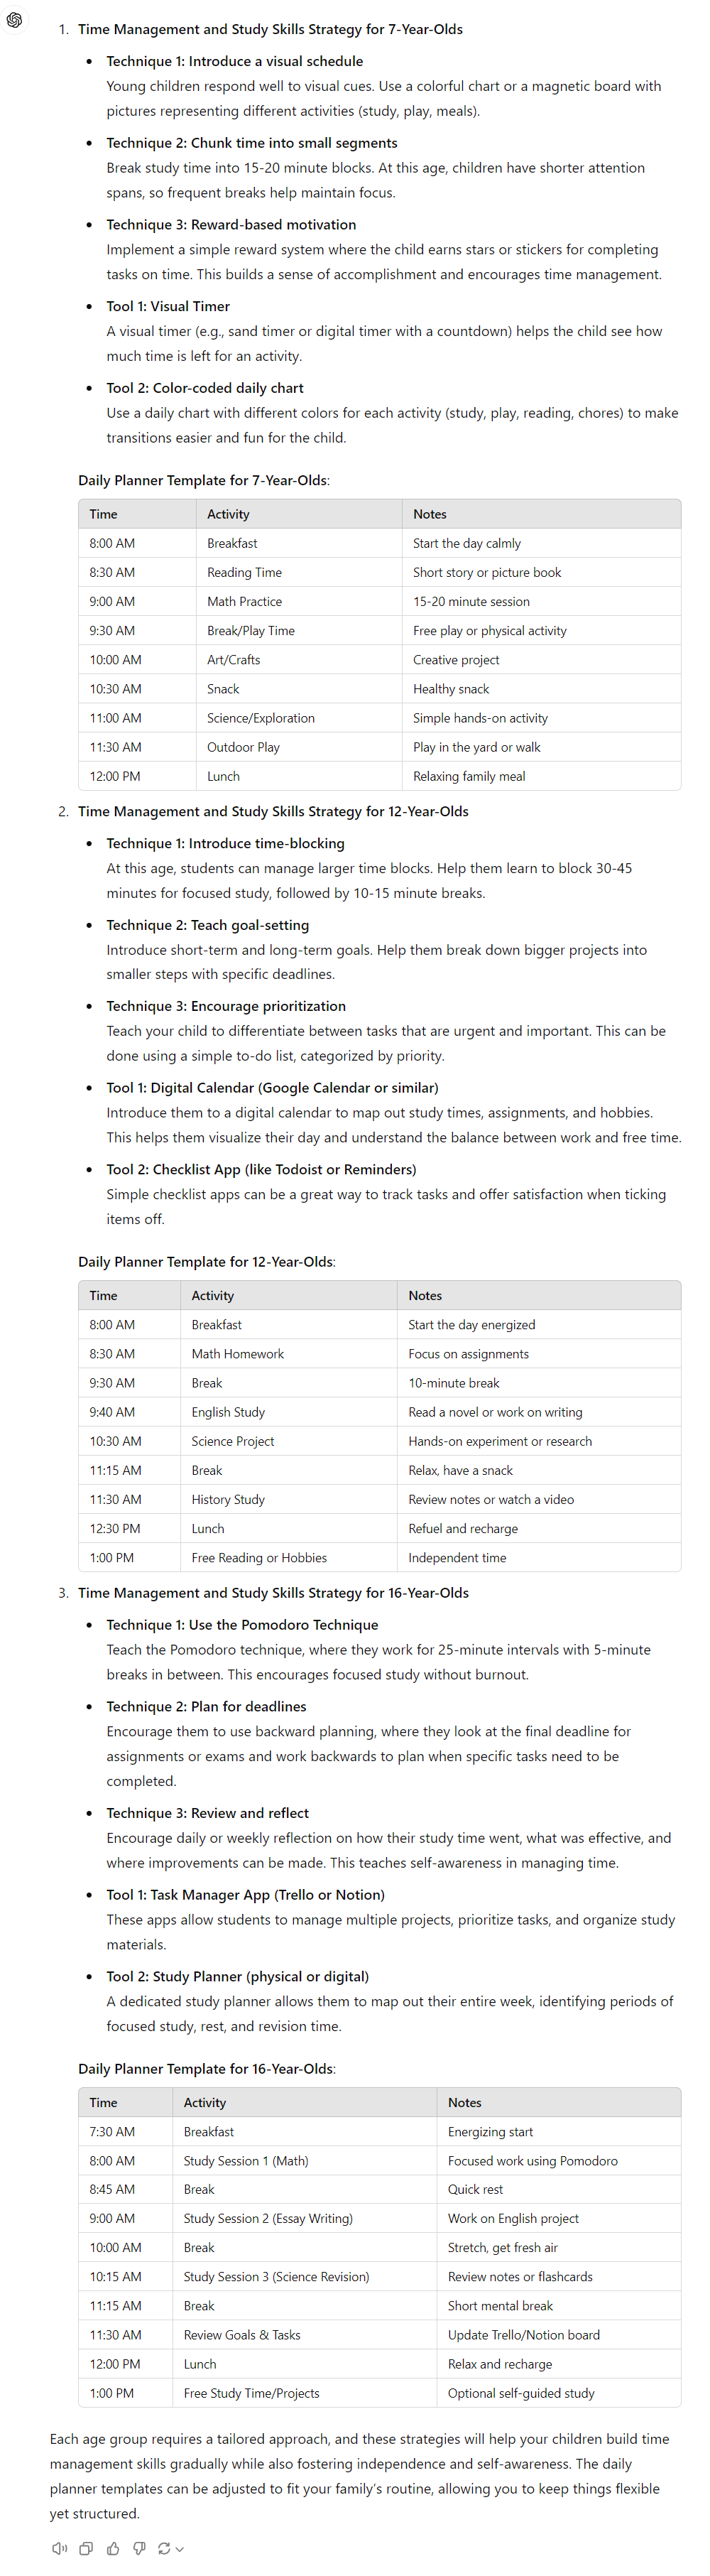 1. Time Management and Study Skills Strategy for 7-Year-Olds
• Technique 1: Introduce a visual schedule
Young children respond well to visual cues. Use a colorful chart or a magnetic board with
pictures representing different activities (study, play, meals).
• Technique 2: Chunk time into small segments
Break study time into 15-20 minute blocks. At this age, children have shorter attention
spans, so frequent breaks help maintain focus.
• Technique 3: Reward-based motivation
Implement a simple reward system where the child earns stars or stickers for completing
tasks on time. This builds a sense of accomplishment and encourages time management.
• Tool 1: Visual Timer
A visual timer (e.g., sand timer or digital timer with a countdown) helps the child see how
much time is left for an activity.
• Tool 2: Color-coded daily chart
Use a daily chart with different colors for each activity (study, play, reading, chores) to make
transitions easier and fun for the child.
Daily Planner Template for 7-Year-Olds:
Time Activity Notes
8:00 AM Breakfast Start the day calmly
8:30 AM Reading Time Short story or picture book
9:00 AM Math Practice 15-20 minute session
9:30 AM Break/Play Time Free play or physical activity
10:00 AM Art/Crafts Creative project
10:30 AM Snack Healthy snack
11:00 AM Science/Exploration Simple hands-on activity
11:30 AM Outdoor Play Play in the yard or walk
12:00 PM Lunch Relaxing family meal
2. Time Management and Study Skills Strategy for 12-Year-Olds
• Technique 1: Introduce time-blocking
At this age, students can manage larger time blocks. Help them learn to block 30-45
minutes for focused study, followed by 10-15 minute breaks.
• Technique 2: Teach goal-setting
Introduce short-term and long-term goals. Help them break down bigger projects into
smaller steps with specific deadlines.
• Technique 3: Encourage prioritization
Teach your child to differentiate between tasks that are urgent and important. This can be
done using a simple to-do list, categorized by priority.
• Tool 1: Digital Calendar (Google Calendar or similar)
Introduce them to a digital calendar to map out study times, assignments, and hobbies.
This helps them visualize their day and understand the balance between work and free time.
• Tool 2: Checklist App (like Todoist or Reminders)
Simple checklist apps can be a great way to track tasks and offer satisfaction when ticking
items off.
Daily Planner Template for 12-Year-Olds:
Time Activity Notes
8:00 AM Breakfast Start the day energized
8:30 AM Math Homework Focus on assignments
9:30 AM Break 10-minute break
9:40 AM English Study Read a novel or work on writing
10:30 AM Science Project Hands-on experiment or research
11:15 AM Break Relax, have a snack
11:30 AM History Study Review notes or watch a video
12:30 PM Lunch Refuel and recharge
1:00 PM Free Reading or Hobbies Independent time
3. Time Management and Study Skills Strategy for 16-Year-Olds
• Technique 1: Use the Pomodoro Technique
Teach the Pomodoro technique, where they work for 25-minute intervals with 5-minute
breaks in between. This encourages focused study without burnout.
• Technique 2: Plan for deadlines
Encourage them to use backward planning, where they look at the final deadline for
assignments or exams and work backwards to plan when specific tasks need to be
completed.
• Technique 3: Review and reflect
Encourage daily or weekly reflection on how their study time went, what was effective, and
where improvements can be made. This teaches self-awareness in managing time.
• Tool 1: Task Manager App (Trello or Notion)
These apps allow students to manage multiple projects, prioritize tasks, and organize study
materials.
• Tool 2: Study Planner (physical or digital)
A dedicated study planner allows them to map out their entire week, identifying periods of
focused study, rest, and revision time.
Daily Planner Template for 16-Year-Olds:
Time Activity Notes
7:30 AM Breakfast Energizing start
8:00 AM Study Session 1 (Math) Focused work using Pomodoro
8:45 AM Break Quick rest
9:00 AM Study Session 2 (Essay Writing) Work on English project
10:00 AM Break Stretch, get fresh air
10:15 AM Study Session 3 (Science Revision) Review notes or flashcards
11:15 AM Break Short mental break
11:30 AM Review Goals & Tasks Update Trello/Notion board
12:00 PM Lunch Relax and recharge
1:00 PM Free Study Time/Projects Optional self-guided study
Each age group requires a tailored approach, and these strategies will help your children build time
management skills gradually while also fostering independence and self-awareness. The daily
planner templates can be adjusted to fit your family's routine, allowing you to keep things flexible
yet structured.